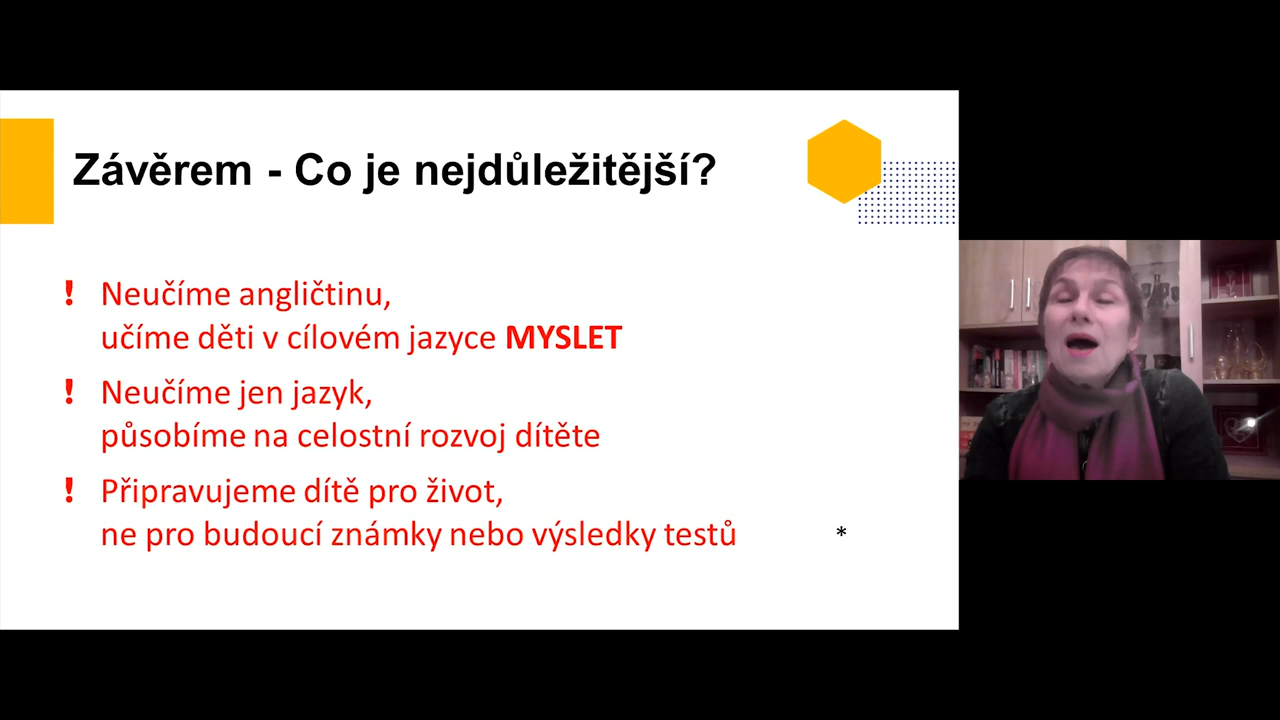 Závěrem - Co je nejdůležitější?
! Neučíme angličtinu,
učíme děti v cílovém jazyce MYSLET
! Neučíme jen jazyk,
působíme na celostní rozvoj dítěte
! Připravujeme dítě pro život,
ne pro budoucí známky nebo výsledky testů *